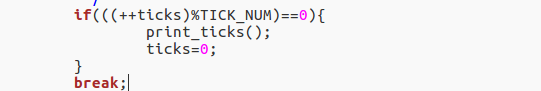 if(((++ticks)%TICK_NUM)==0){
print_ticks();
ticks=0;
}
break;